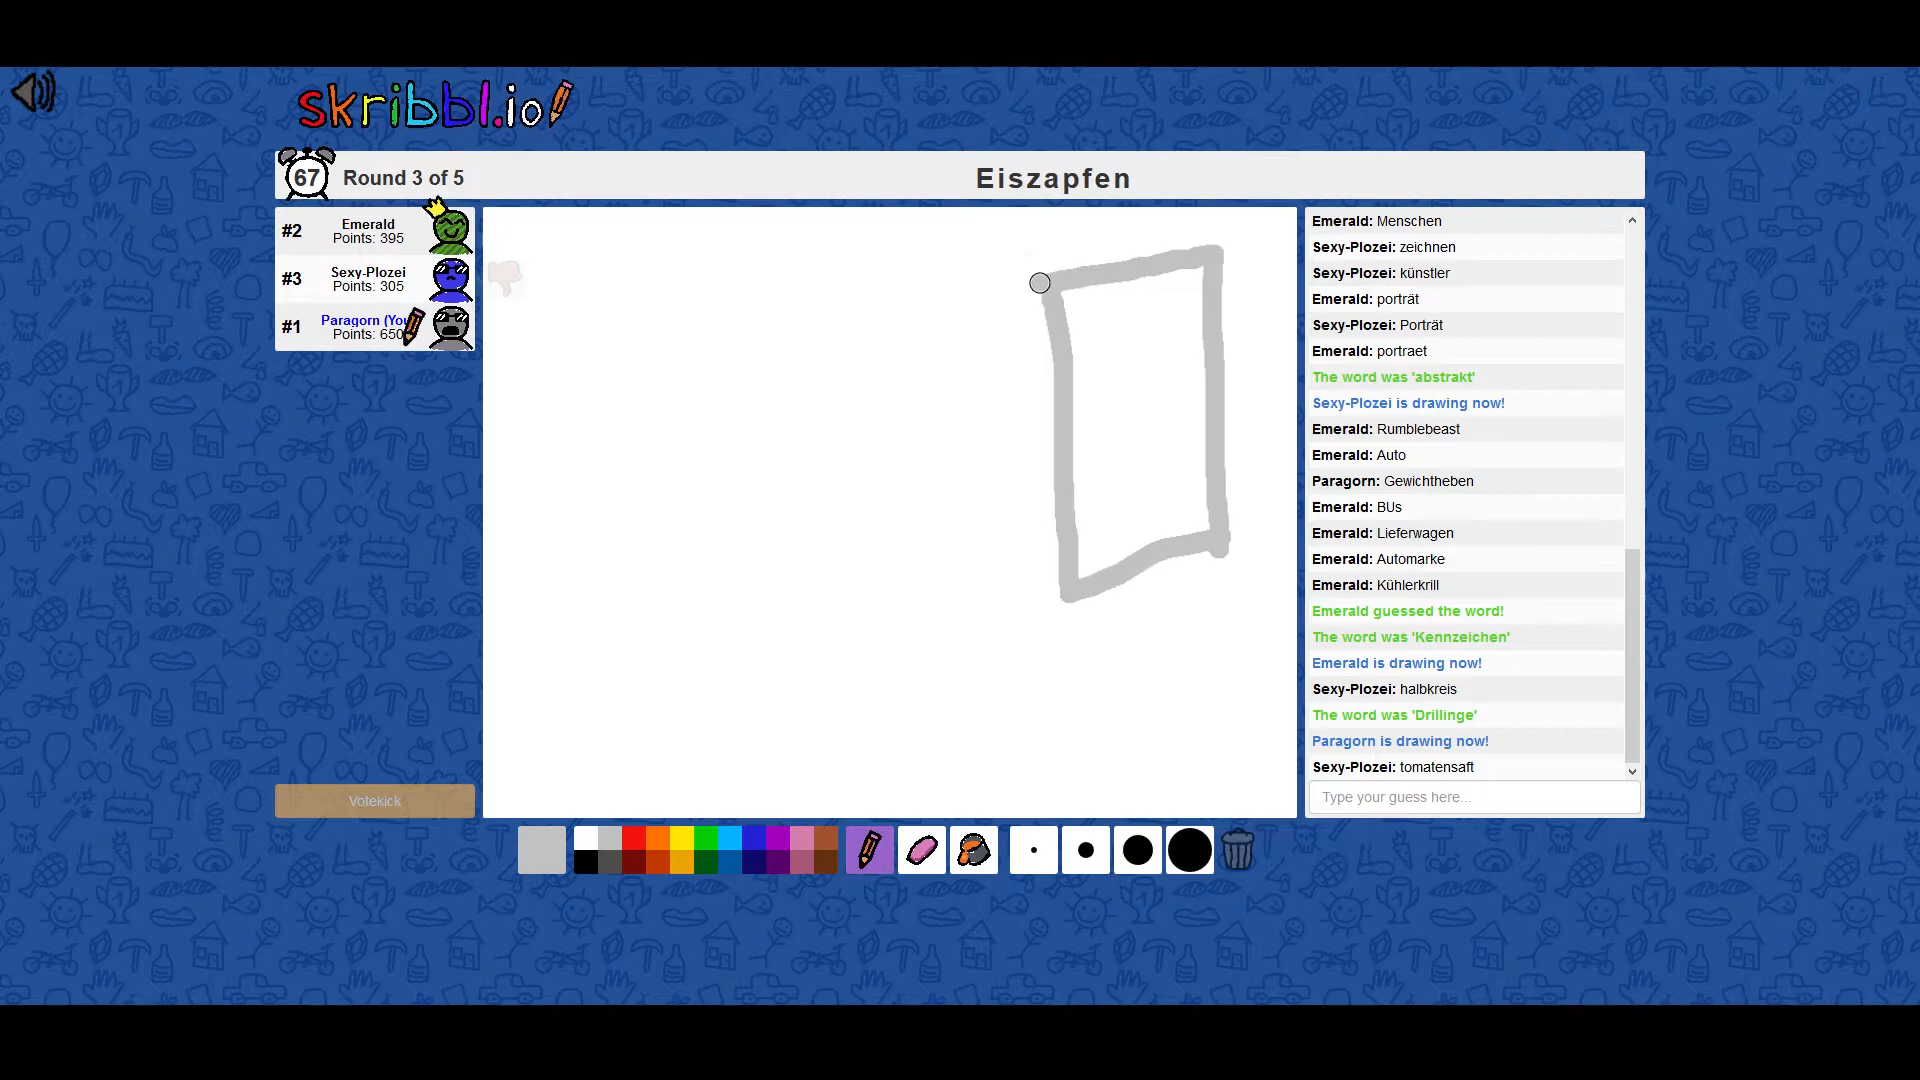 skribbl.io
67 Round 3 of 5
Eiszapfen
#2 Emerald
Points: 395
#3 Sexy-Plozei
Points: 305
#1 Paragorn (You
Points: 650
Votekick
Emerald: Menschen
Sexy-Plozei: zeichnen
Sexy-Plozei: künstler
Emerald: porträt
Sexy-Plozei: Porträt
Emerald: portraet
The word was 'abstrakt'
Sexy-Plozei is drawing now!
Emerald: Rumblebeast
Emerald: Auto
Paragorn: Gewichtheben
Emerald: BUs
Emerald: Lieferwagen
Emerald: Automarke
Emerald: Kühlerkrill
Emerald guessed the word!
The word was 'Kennzeichen'
Emerald is drawing now!
Sexy-Plozei: halbkreis
The word was 'Drillinge'
Paragorn is drawing now!
Sexy-Plozei: tomatensaft
Type your guess here...